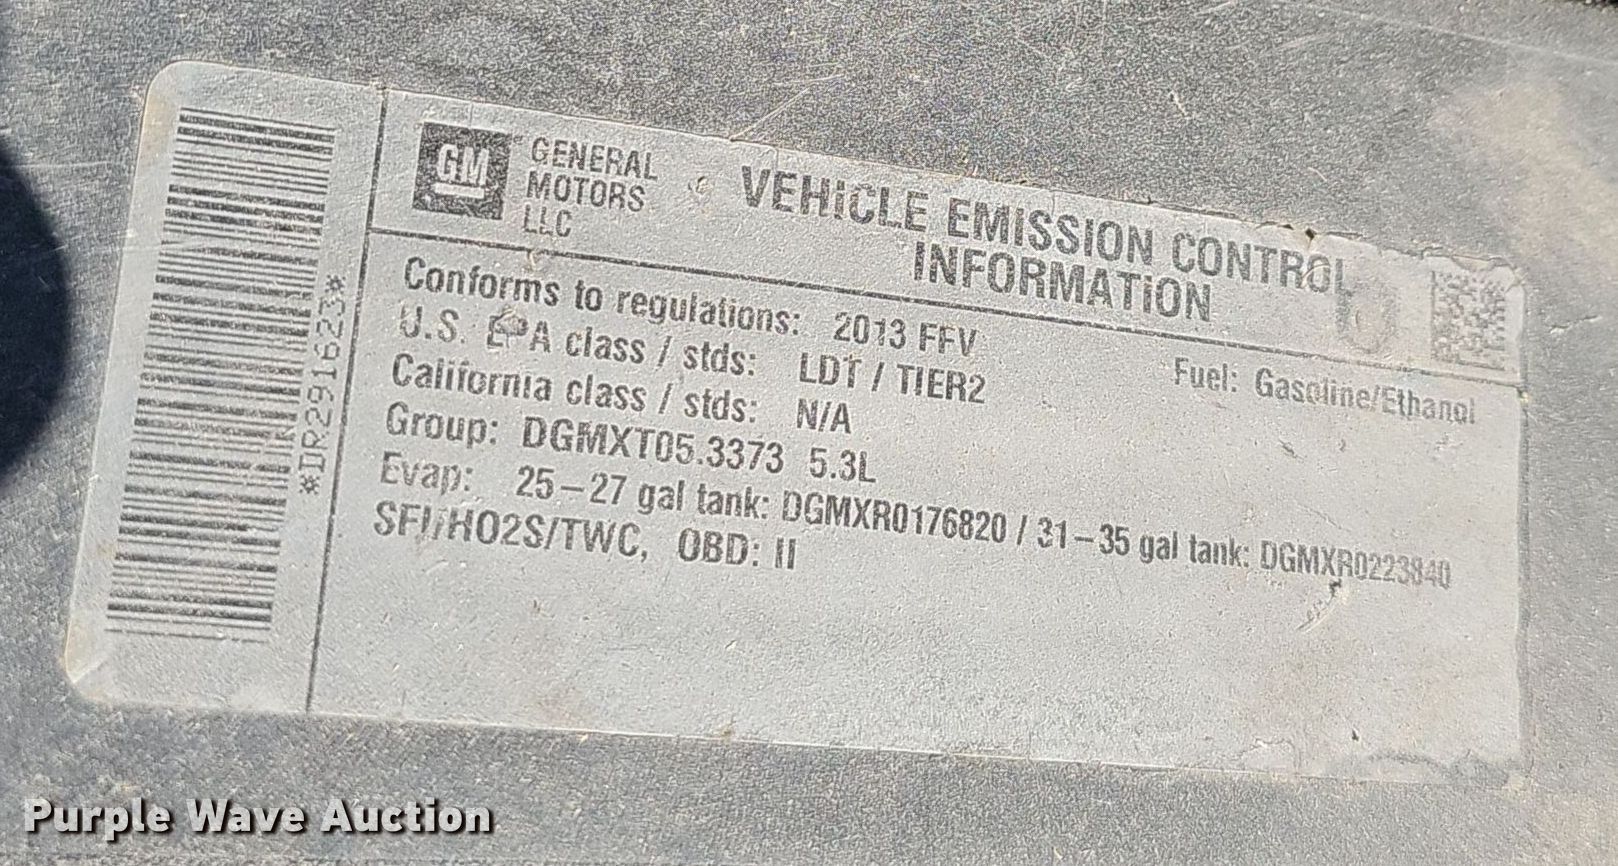 GM
GENERAL
MOTORS
LLC
VEHICLE EMISSION CONTROL
INFORMATION
Conforms to regulations: 2013 FFV
Fuel: Gasoline/Ethanol
U.S. EPA class / stds: LDT / TIER2
California class / stds: N/A
Group: DGMXT05.3373 5.3L
Evap: 25-27 gal tank: DGMXR0176820 / 31-35 gal tank: DGMXR0223840
SFI/HO2S/TWC, OBD: II
*DR291623*
Purple Wave Auction